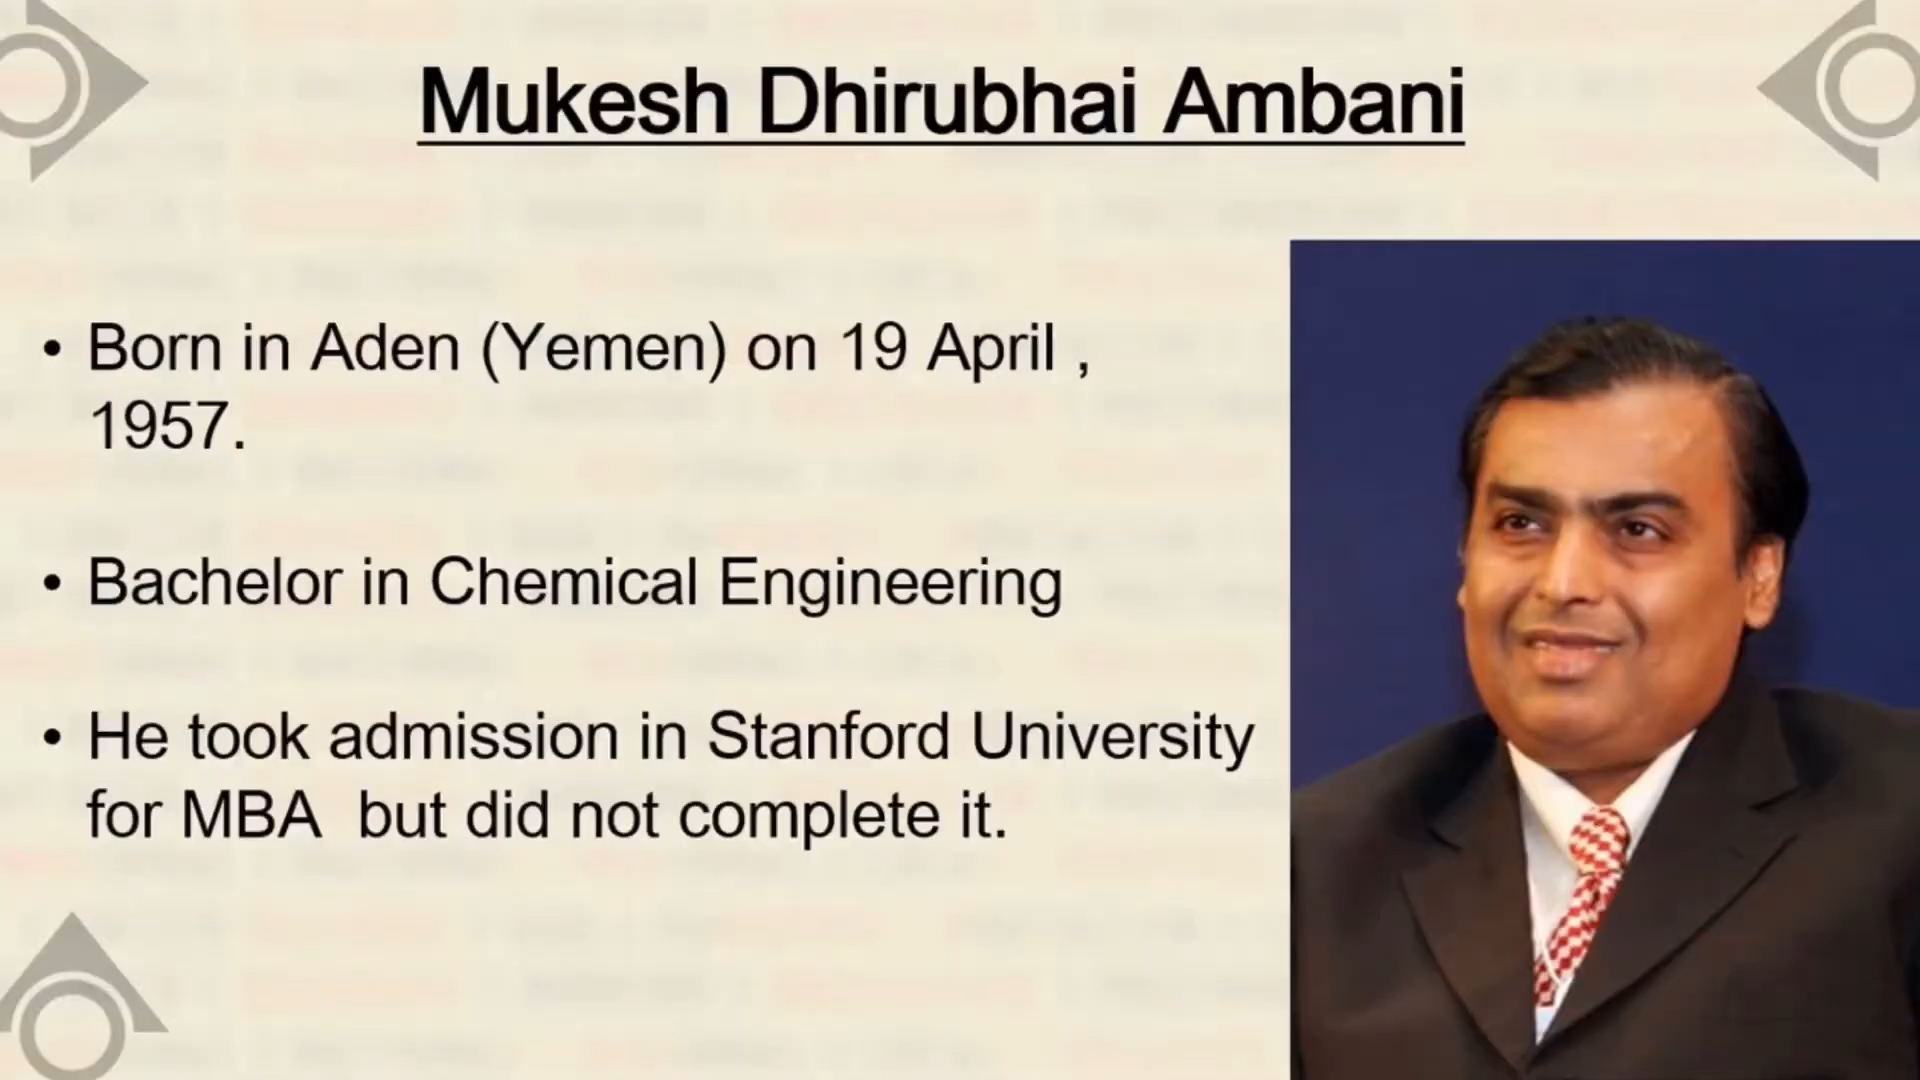 Mukesh Dhirubhai Ambani
• Born in Aden (Yemen) on 19 April ,
1957.
• Bachelor in Chemical Engineering
• He took admission in Stanford University
for MBA  but did not complete it.